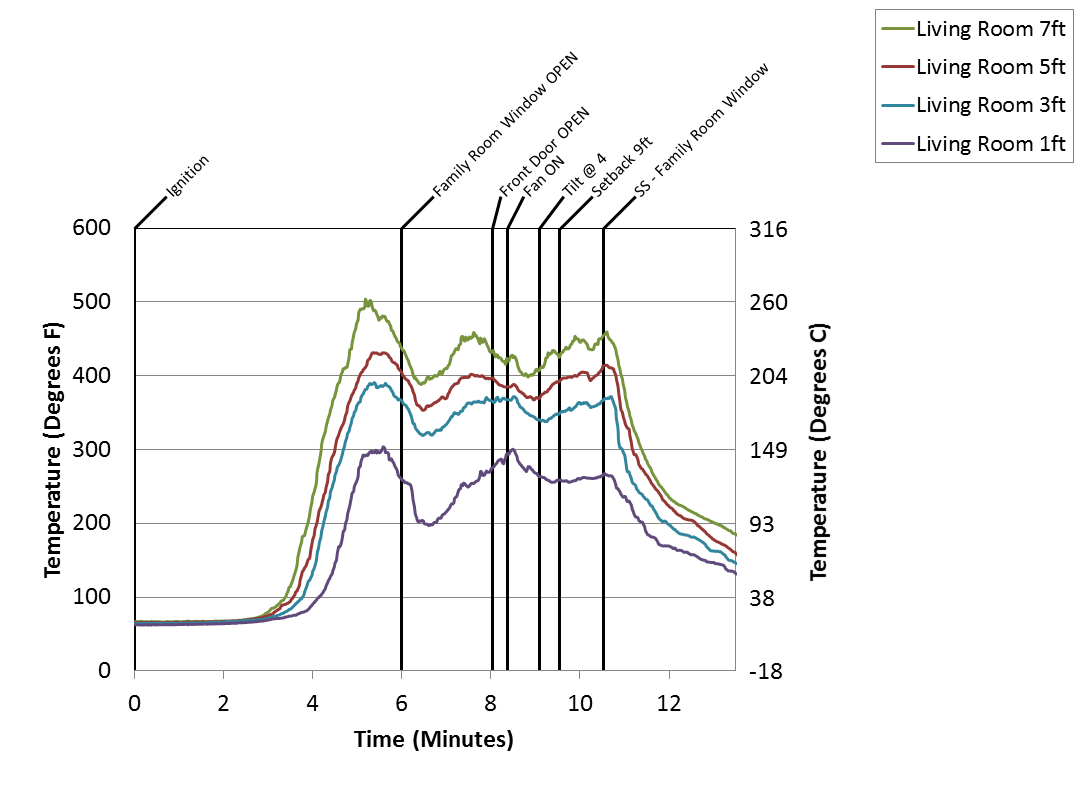 Living Room 7ft
Living Room 5ft
Living Room 3ft
Living Room 1ft
Ignition
Family Room Window OPEN
Front Door OPEN
Fan ON
Tilt @ 4
Setback 9ft
SS - Family Room Window
600
500
400
300
200
100
0
Temperature (Degrees F)
316
260
204
149
93
38
-18
Temperature (Degrees C)
0
2
4
6
8
10
12
Time (Minutes)